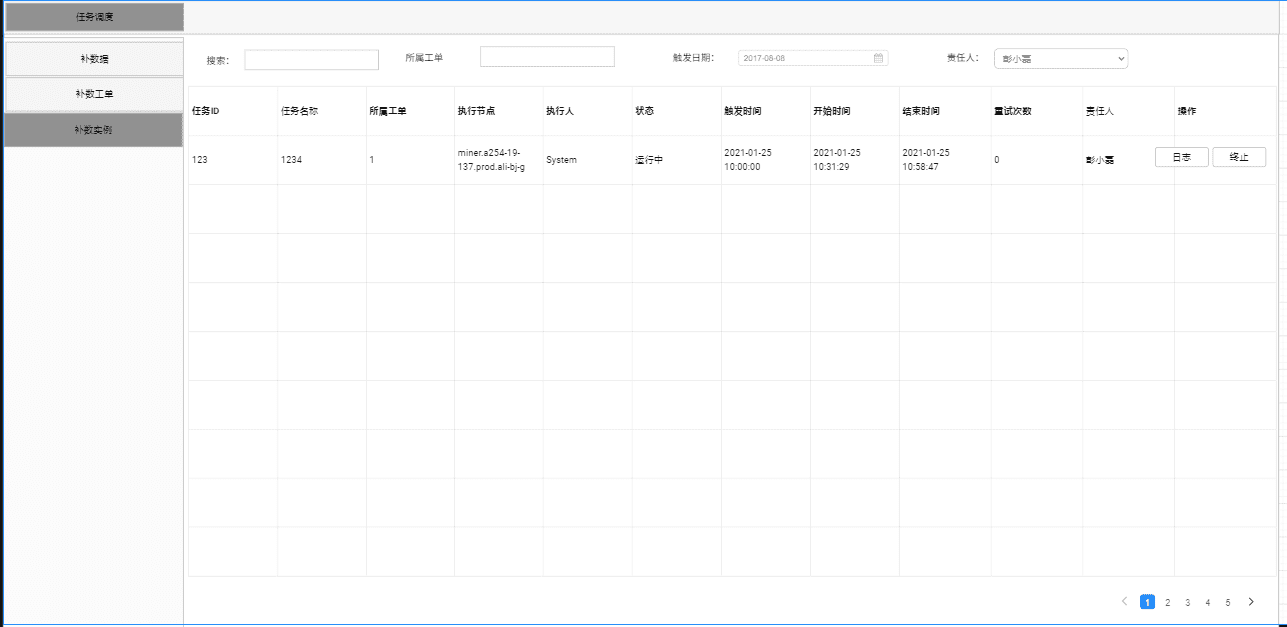 任务调度
补数据
补数工单
补数实例
搜索:
所属工单
触发日期:
2017-08-08
责任人:
彭小磊
任务ID 任务名称 所属工单 执行节点 执行人 状态 触发时间 开始时间 结束时间 重试次数 责任人 操作
123 1234 1 miner.a254-19- System 运行中 2021-01-25 2021-01-25 2021-01-25 0 彭小磊 日志 终止
137.prod.ali-bj-g 10:00:00 10:31:29 10:58:47
1 2 3 4 5